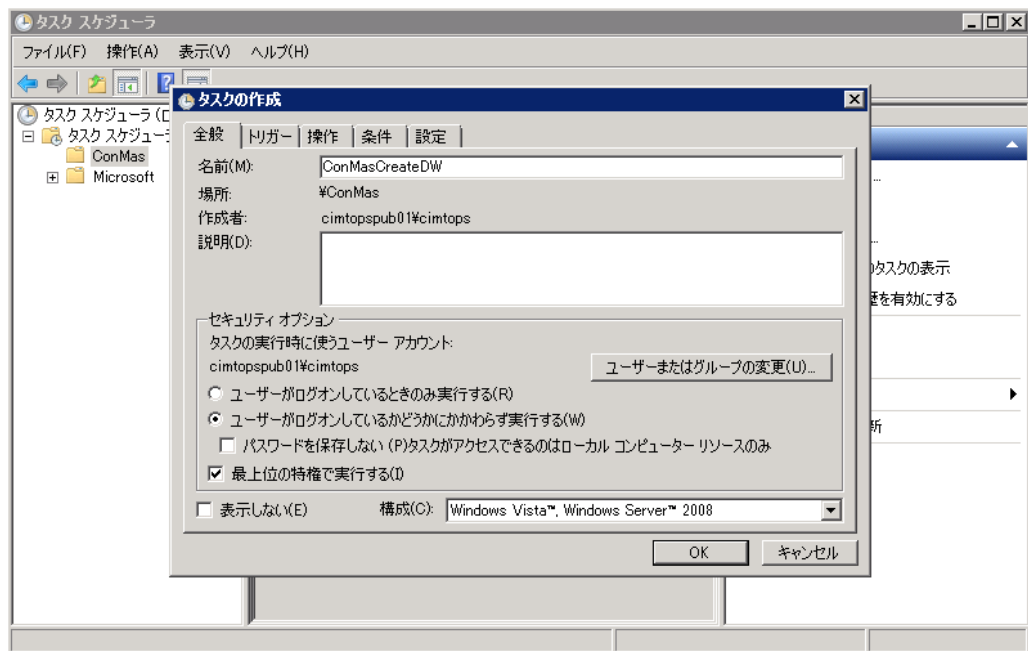 タスク スケジューラ
ファイル(F) 操作(A) 表示(V) ヘルプ(H)
タスク スケジューラ (
タスク スケジューラ
ConMas
Microsoft
タスクの作成
全般 トリガー 操作 条件 設定
名前(M): ConMasCreateDW
場所: ¥ConMas
作成者: cimtopspub01¥cimtops
説明(D):
セキュリティ オプション
タスクの実行時に使うユーザー アカウント:
cimtopspub01¥cimtops ユーザーまたはグループの変更(U)...
ユーザーがログオンしているときのみ実行する(R)
ユーザーがログオンしているかどうかにかかわらず実行する(W)
パスワードを保存しない (P)タスクがアクセスできるのはローカル コンピューター リソースのみ
最上位の特権で実行する(I)
表示しない(E) 構成(C): Windows Vista™, Windows Server™ 2008
OK キャンセル
...
...
タスクの表示
を有効にする
新